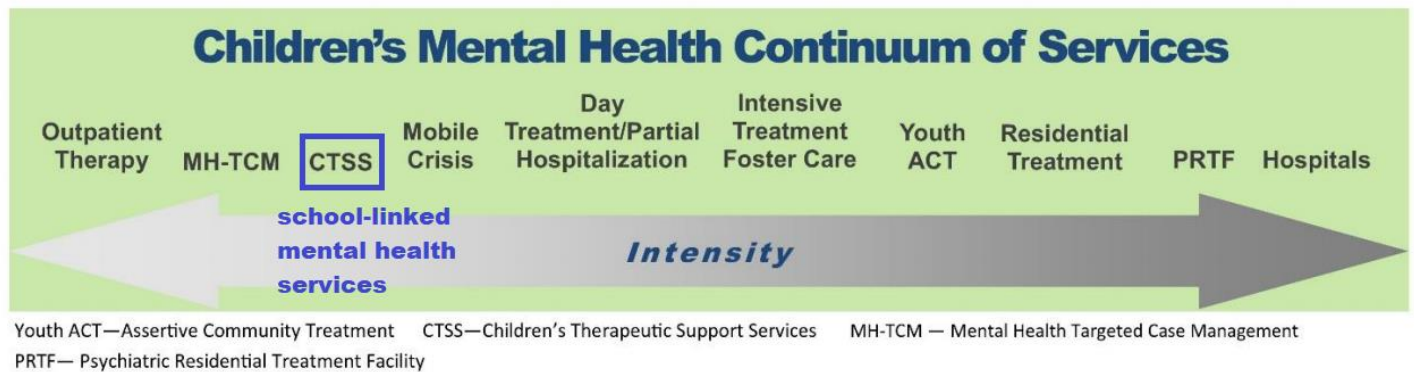 Children's Mental Health Continuum of Services
Outpatient
Therapy
MH-TCM
CTSS
Mobile
Crisis
Day
Treatment/Partial
Hospitalization
Intensive
Treatment
Foster Care
Youth
ACT
Residential
Treatment
PRTF
Hospitals
school-linked
mental health
services
Intensity
Youth ACT—Assertive Community Treatment CTSS—Children's Therapeutic Support Services MH-TCM — Mental Health Targeted Case Management
PRTF— Psychiatric Residential Treatment Facility